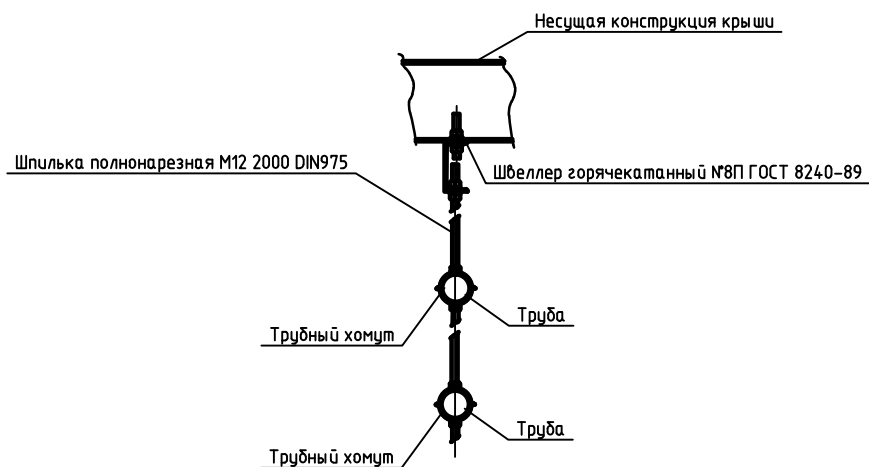 Несущая конструкция крыши
Шпилька полнонарезная М12 2000 DIN975
Швеллер горячекатанный №8П ГОСТ 8240-89
Труба
Трубный хомут
Труба
Трубный хомут